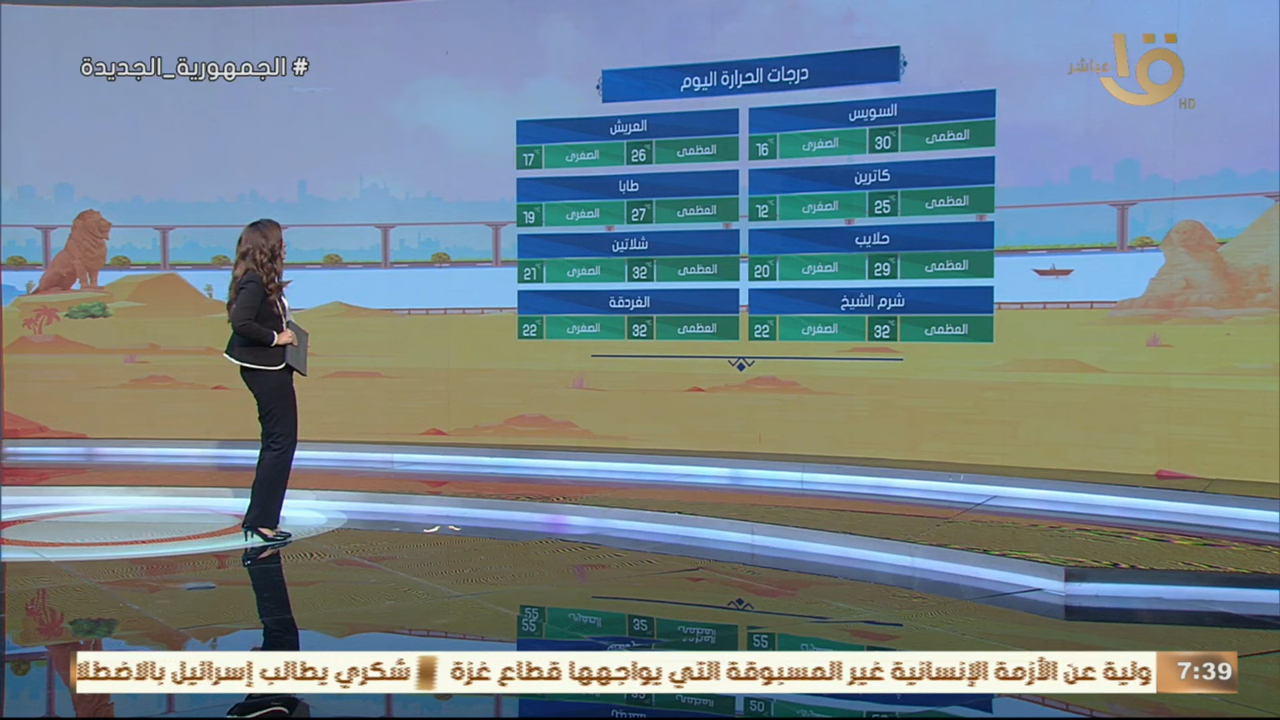 #الجمهورية_الجديدة
مباشر
HD
درجات الحرارة اليوم
السويس
العظمى 30 الصغرى 16
العريش
العظمى 26 الصغرى 17
كاترين
العظمى 25 الصغرى 12
طابا
العظمى 27 الصغرى 19
حلايب
العظمى 29 الصغرى 20
شلاتين
العظمى 32 الصغرى 21
شرم الشيخ
العظمى 32 الصغرى 22
الغردقة
العظمى 32 الصغرى 22
7:39 ولية عن الأزمة الإنسانية غير المسبوقة التي يواجهها قطاع غزة شكري يطالب إسرائيل بالاضطلا